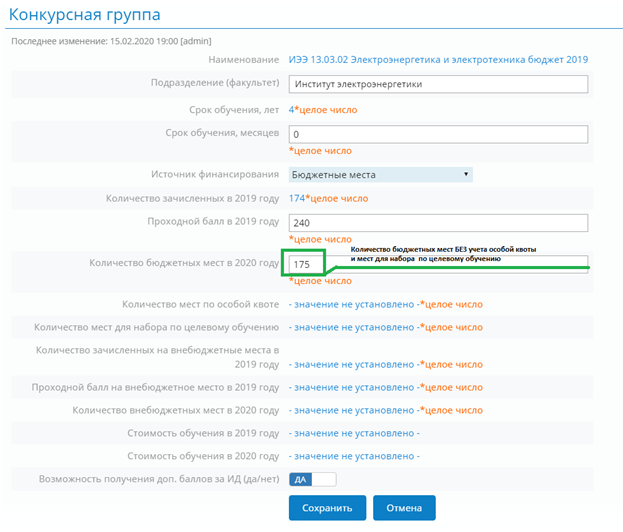 Конкурсная группа
Последнее изменение: 15.02.2020 19:00 [admin]
Наименование ИЭЭ 13.03.02 Электроэнергетика и электротехника бюджет 2019
Подразделение (факультет) Институт электроэнергетики
Срок обучения, лет 4*целое число
Срок обучения, месяцев 0
*целое число
Источник финансирования Бюджетные места
Количество зачисленных в 2019 году 174*целое число
Проходной балл в 2019 году 240
*целое число
Количество бюджетных мест БЕЗ учета особой квоты
и мест для набора по целевому обучению
Количество бюджетных мест в 2020 году 175
*целое число
Количество мест по особой квоте - значение не установлено -*целое число
Количество мест для набора по целевому обучению - значение не установлено -*целое число
Количество зачисленных на внебюджетные места в
2019 году - значение не установлено -*целое число
Проходной балл на внебюджетное место в 2019 году - значение не установлено -*целое число
Количество внебюджетных мест в 2020 году - значение не установлено -*целое число
Стоимость обучения в 2019 году - значение не установлено -
Стоимость обучения в 2020 году - значение не установлено -
Возможность получения доп. баллов за ИД (да/нет) ДА
Сохранить Отмена